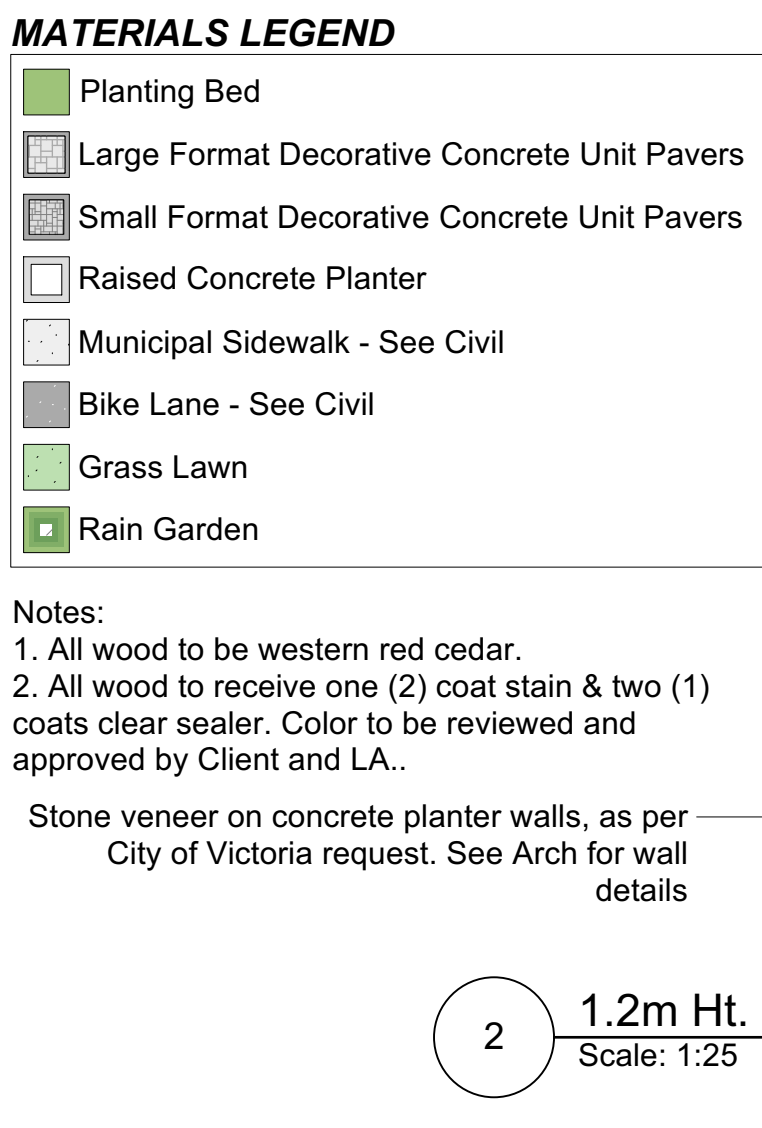 MATERIALS LEGEND
Planting Bed
Large Format Decorative Concrete Unit Pavers
Small Format Decorative Concrete Unit Pavers
Raised Concrete Planter
Municipal Sidewalk - See Civil
Bike Lane - See Civil
Grass Lawn
Rain Garden
Notes:
1. All wood to be western red cedar.
2. All wood to receive one (2) coat stain & two (1)
coats clear sealer. Color to be reviewed and
approved by Client and LA..
Stone veneer on concrete planter walls, as per
City of Victoria request. See Arch for wall
details
2
1.2m Ht.
Scale: 1:25